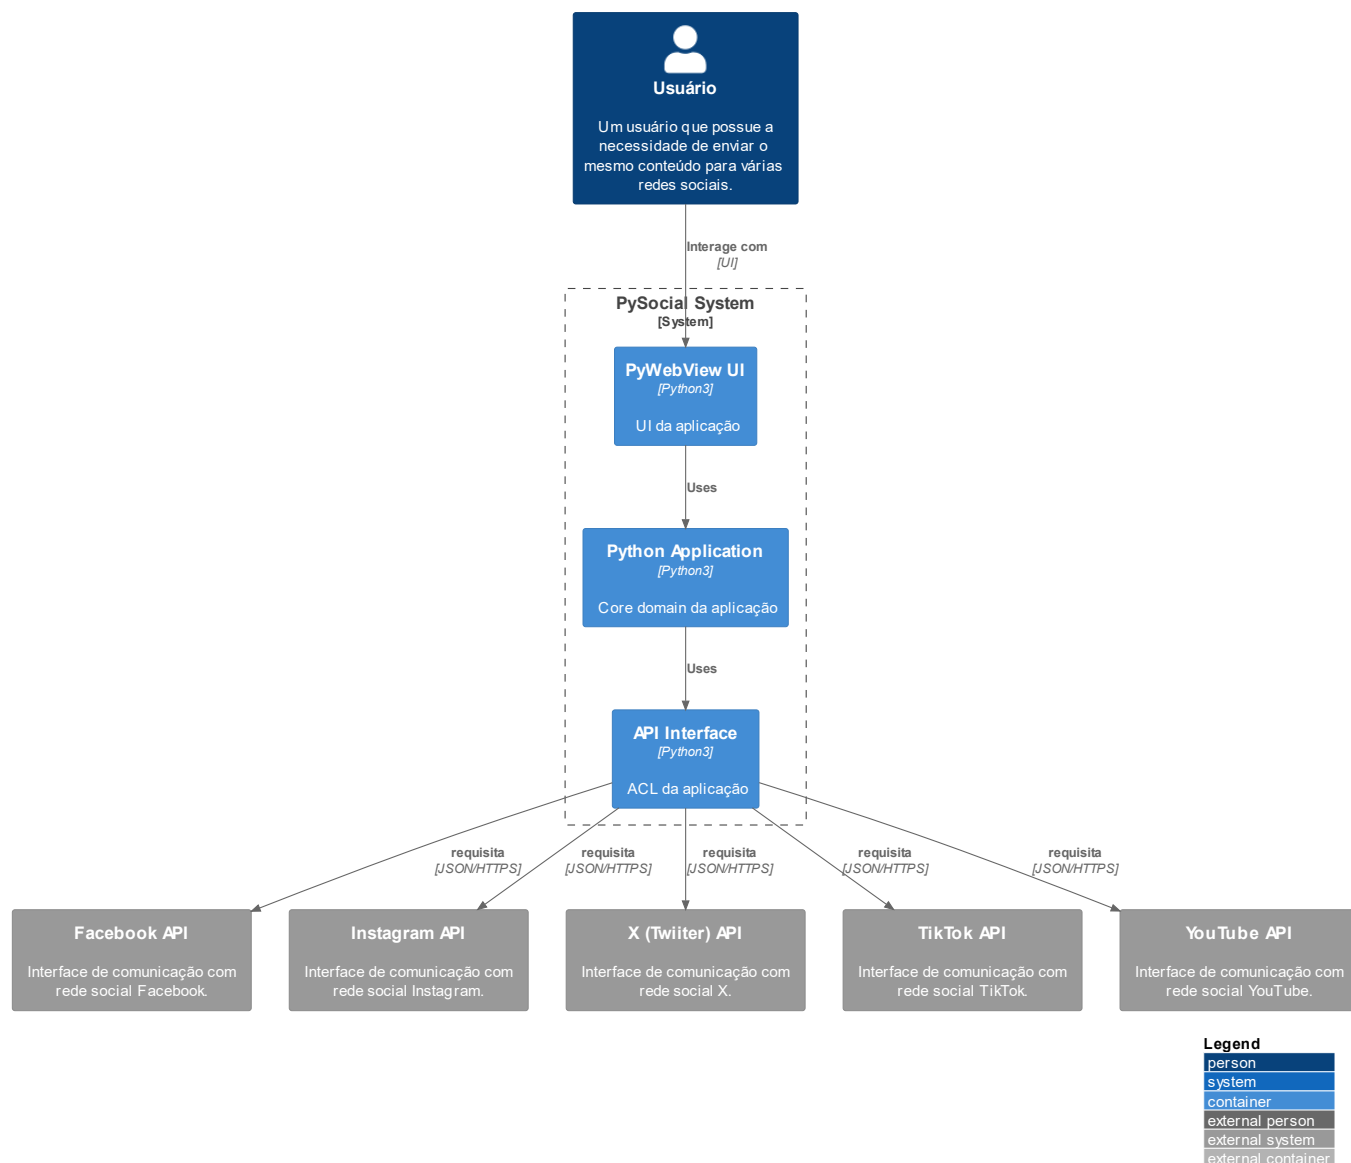 Usuário
Um usuário que possue a
necessidade de enviar o
mesmo conteúdo para várias
redes sociais.
Interage com
[UI]
PySocial System
[System]
PyWebView UI
[Python3]
UI da aplicação
Uses
Python Application
[Python3]
Core domain da aplicação
Uses
API Interface
[Python3]
ACL da aplicação
requisita
[JSON/HTTPS]
requisita
[JSON/HTTPS]
requisita
[JSON/HTTPS]
requisita
[JSON/HTTPS]
requisita
[JSON/HTTPS]
Facebook API
Interface de comunicação com
rede social Facebook.
Instagram API
Interface de comunicação com
rede social Instagram.
X (Twiiter) API
Interface de comunicação com
rede social X.
TikTok API
Interface de comunicação com
rede social TikTok.
YouTube API
Interface de comunicação com
rede social YouTube.
Legend
person
system
container
external person
external system
external container